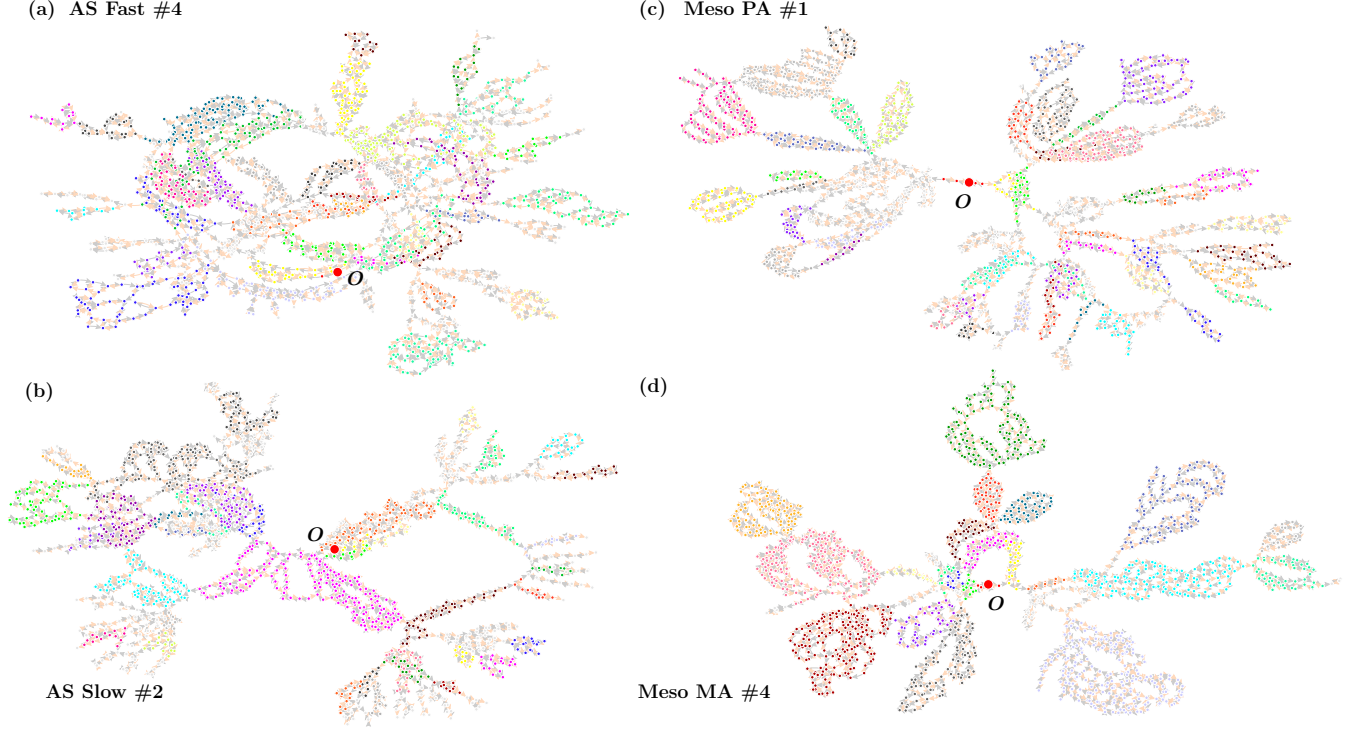 (a) AS Fast #4
(c) Meso PA #1
O
O
(b)
(d)
O
O
AS Slow #2
Meso MA #4